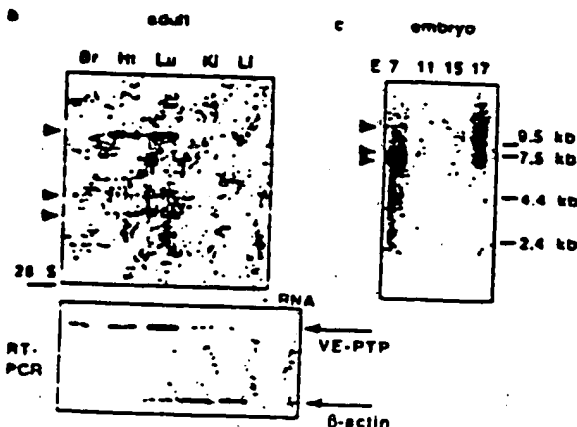 a adult
Br Ht Lu Ki Li
28 S
RNA
RT-
PCR
VE-PTP
β-actin
c embryo
E 7 11 15 17
9.5 kb
7.5 kb
4.4 kb
2.4 kb